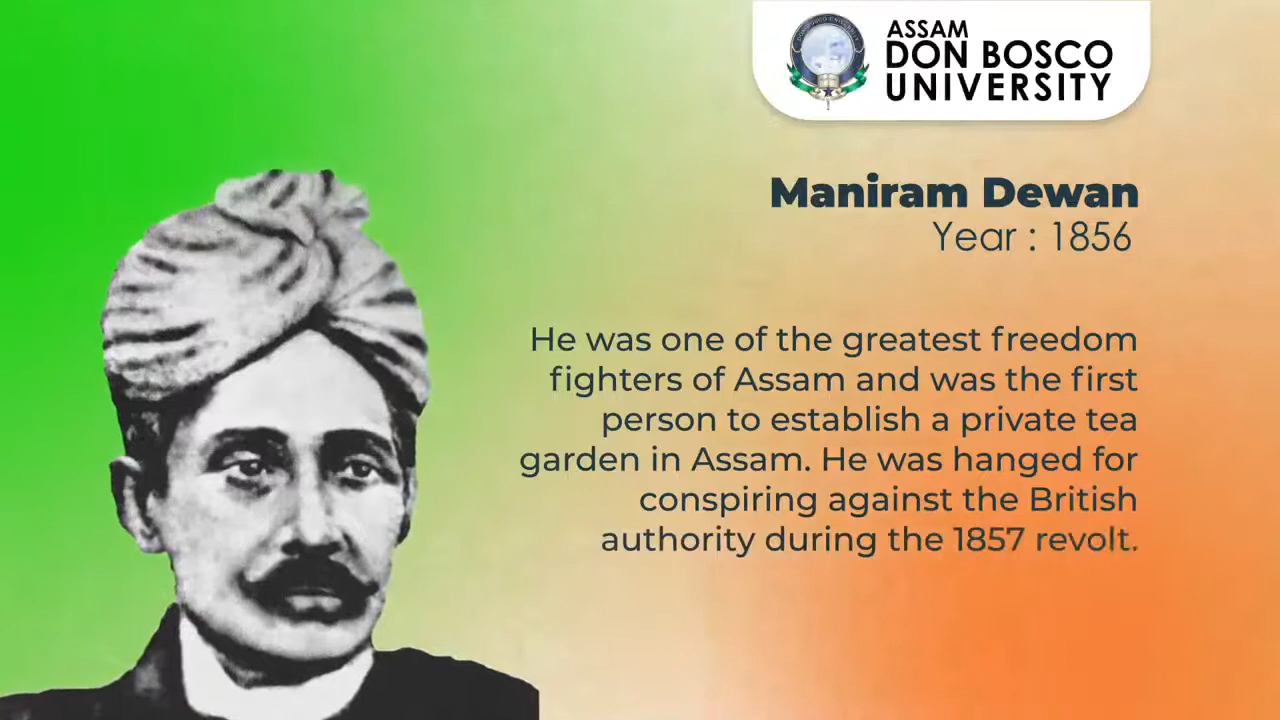 ASSAM
DON BOSCO
UNIVERSITY
Maniram Dewan
Year : 1856
He was one of the greatest freedom
fighters of Assam and was the first
person to establish a private tea
garden in Assam. He was hanged for
conspiring against the British
authority during the 1857 revolt.